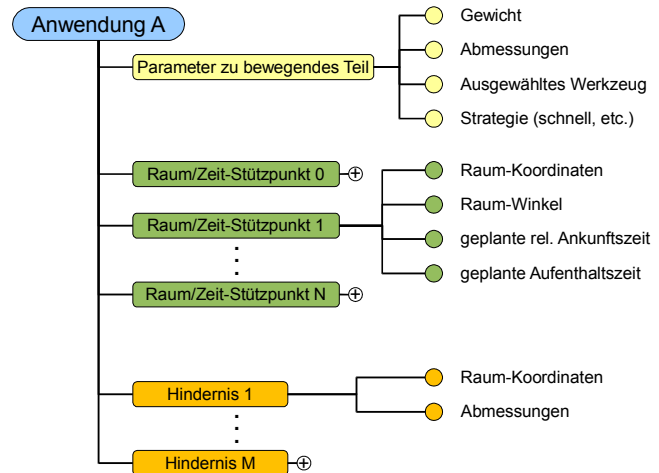 Anwendung A
Parameter zu bewegendes Teil
Gewicht
Abmessungen
Ausgewähltes Werkzeug
Strategie (schnell, etc.)
Raum/Zeit-Stützpunkt 0
Raum/Zeit-Stützpunkt 1
Raum-Koordinaten
Raum-Winkel
geplante rel. Ankunftszeit
geplante Aufenthaltszeit
Raum/Zeit-Stützpunkt N
Hindernis 1
Raum-Koordinaten
Abmessungen
Hindernis M